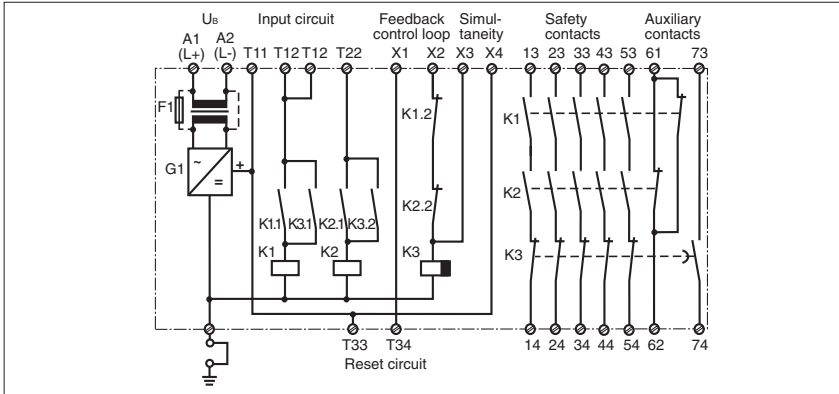 UB Input circuit Feedback Simul- Safety Auxiliary
A1 A2 control loop taneity contacts contacts
(L+) (L-) T11 T12 T12 T22 X1 X2 X3 X4 13 23 33 43 53 61 73
F1
K1.2
K1
G1 ~ = +
K2.2
K2
K1.1 K3.1 K2.1 K3.2
K1 K2 K3 K3
T33 T34 14 24 34 44 54 62 74
Reset circuit